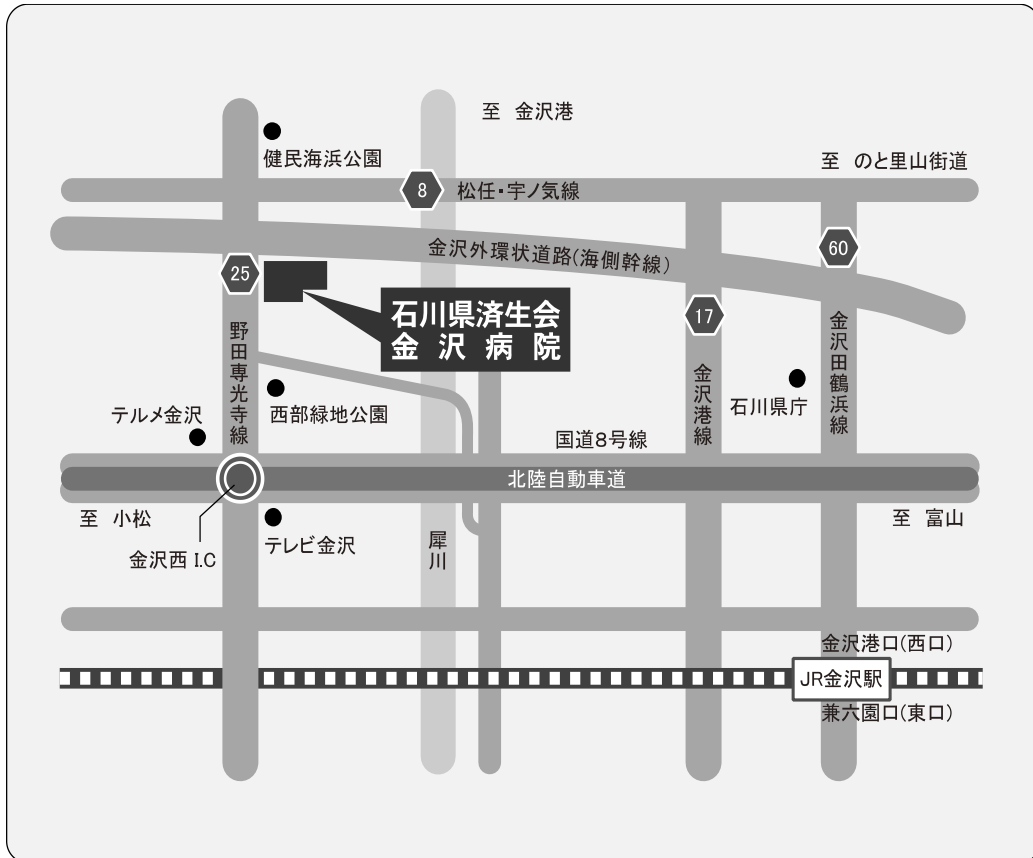 至 金沢港
健民海浜公園
至 のと里山街道
8
松任・宇ノ気線
金沢外環状道路(海側幹線)
60
25
石川県済生会
金沢病院
17
野田専光寺線
金沢港線
金沢田鶴浜線
石川県庁
テルメ金沢
西部緑地公園
国道8号線
北陸自動車道
至 小松
至 富山
テレビ金沢
金沢西 I.C
犀川
金沢港口(西口)
JR金沢駅
兼六園口(東口)